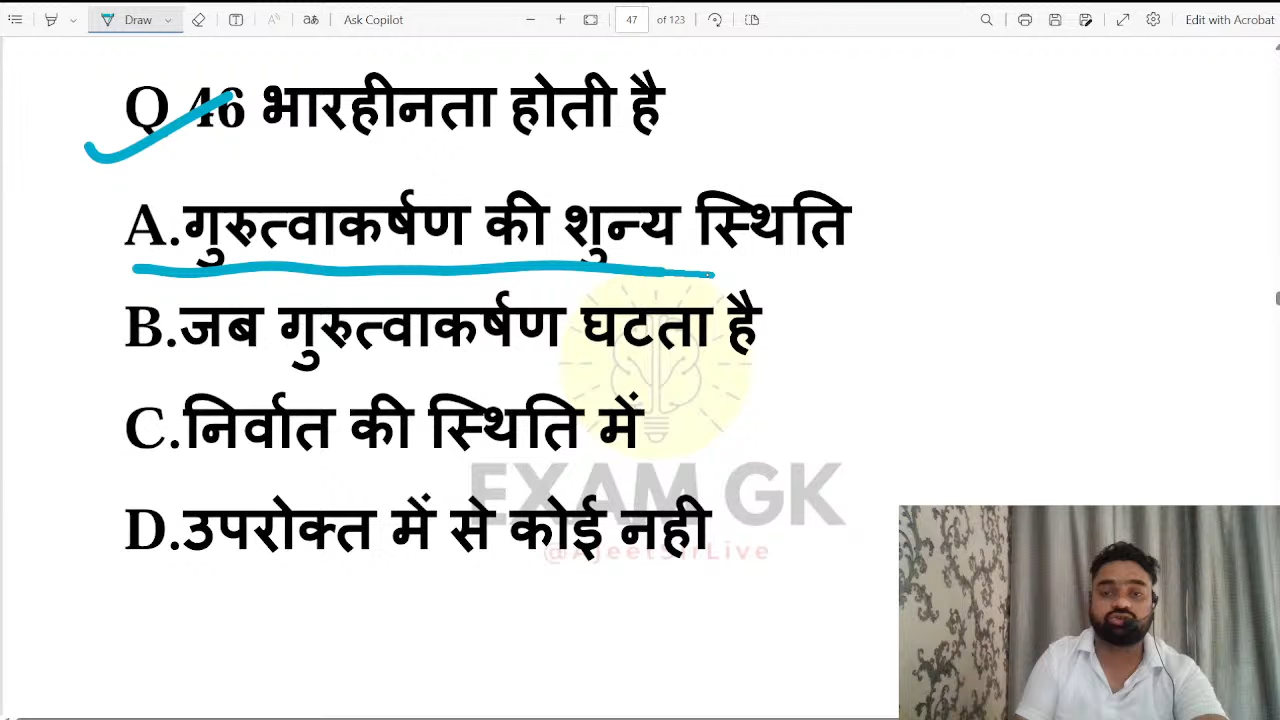 Draw
Ask Copilot
47 of 123
Edit with Acrobat
Q 46 भारहीनता होती है
A.गुरुत्वाकर्षण की शुन्य स्थिति
B.जब गुरुत्वाकर्षण घटता है
C.निर्वात की स्थिति में
D.उपरोक्त में से कोई नही
EXAM GK
@AjeetSirLive